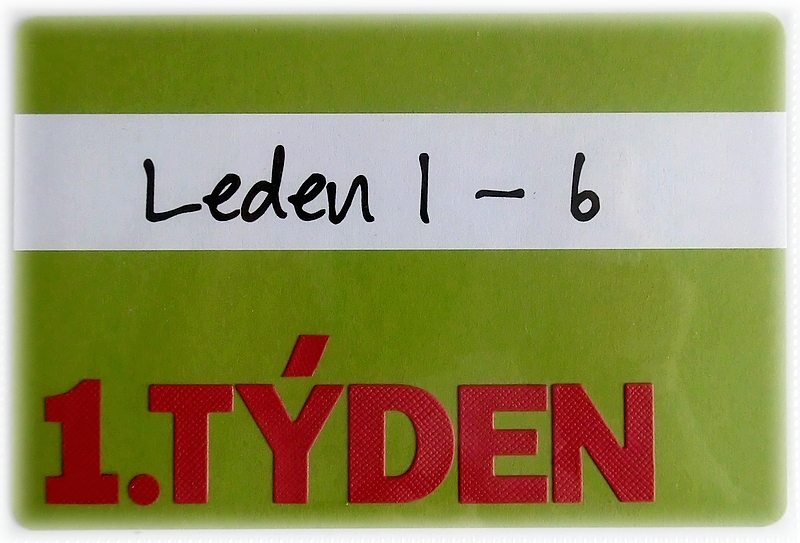 Leden 1 - 6
1. TÝDEN